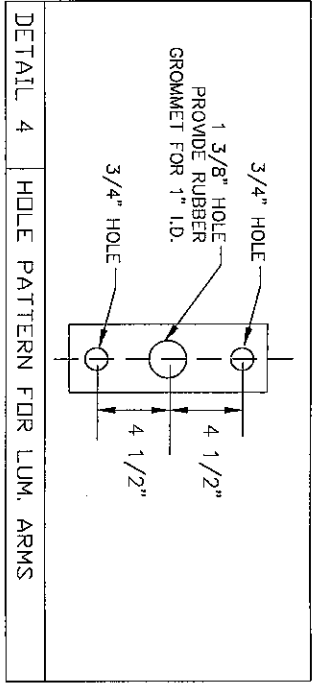 3/4" HOLE
1 3/8" HOLE
PROVIDE RUBBER
GROMMET FOR 1" I.D.
3/4" HOLE
4 1/2"
4 1/2"
DETAIL 4
HOLE PATTERN FOR LUM. ARMS